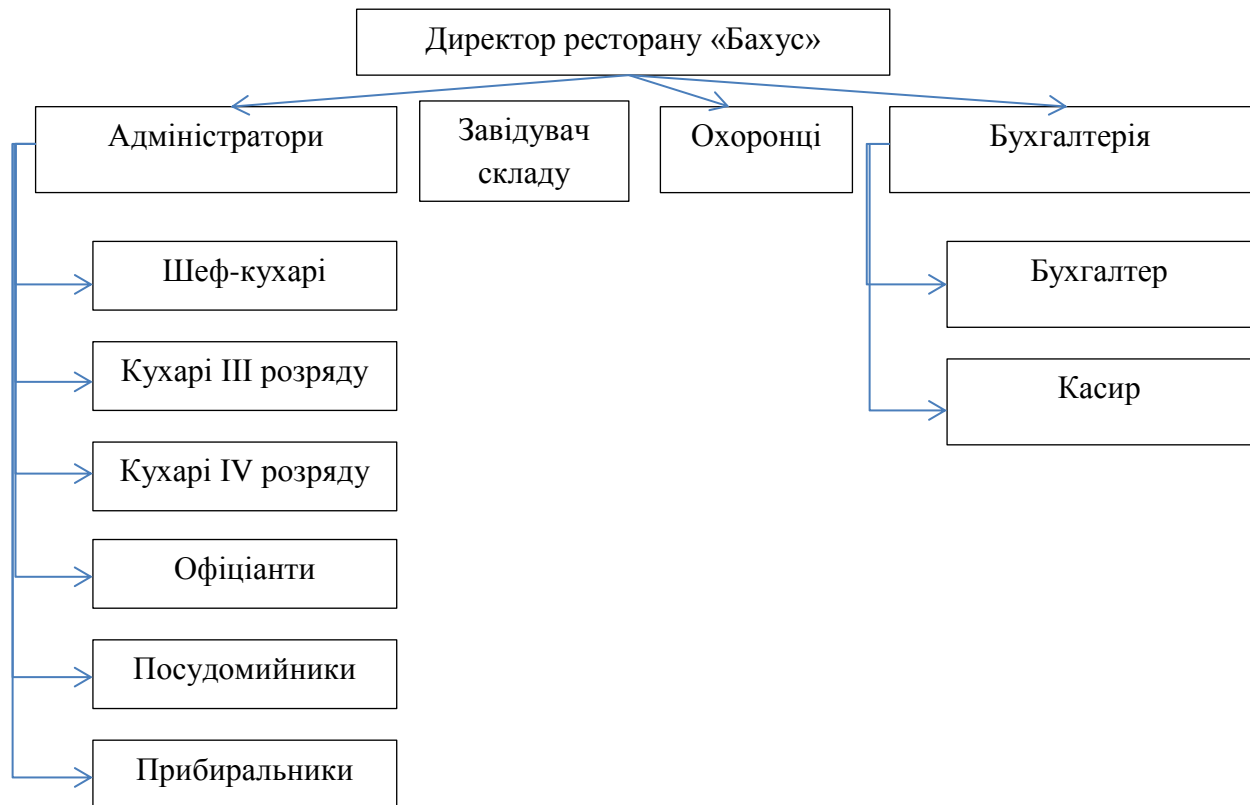 Директор ресторану «Бахус»
Адміністратори
Завідувач
складу
Охоронці
Бухгалтерія
Шеф-кухарі
Бухгалтер
Кухарі III розряду
Касир
Кухарі IV розряду
Офіціанти
Посудомийники
Прибиральники